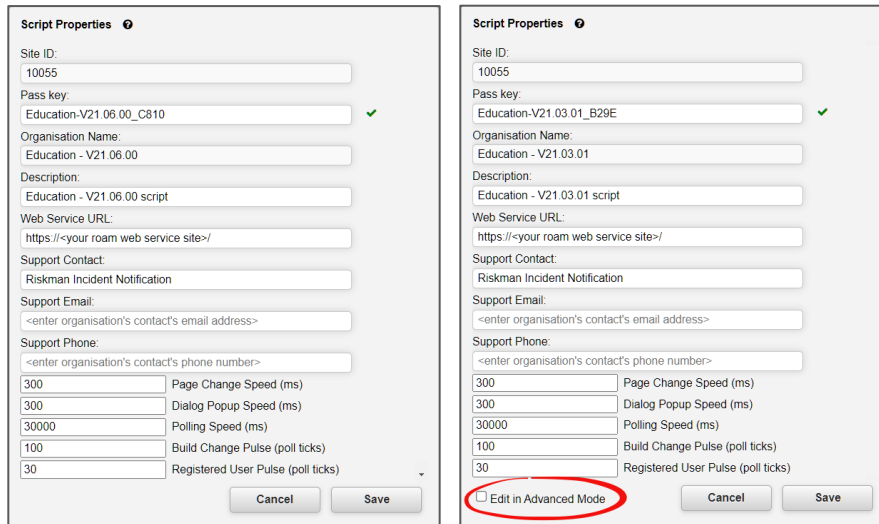 Script Properties ?
Site ID:
10055
Pass key:
Education-V21.06.00_C810
Organisation Name:
Education - V21.06.00
Description:
Education - V21.06.00 script
Web Service URL:
https://<your roam web service site>/
Support Contact:
Riskman Incident Notification
Support Email:
<enter organisation's contact's email address>
Support Phone:
<enter organisation's contact's phone number>
300 Page Change Speed (ms)
300 Dialog Popup Speed (ms)
30000 Polling Speed (ms)
100 Build Change Pulse (poll ticks)
30 Registered User Pulse (poll ticks)
Cancel Save
Script Properties ?
Site ID:
10055
Pass key:
Education-V21.03.01_B29E
Organisation Name:
Education - V21.03.01
Description:
Education - V21.03.01 script
Web Service URL:
https://<your roam web service site>/
Support Contact:
Riskman Incident Notification
Support Email:
<enter organisation's contact's email address>
Support Phone:
<enter organisation's contact's phone number>
300 Page Change Speed (ms)
300 Dialog Popup Speed (ms)
30000 Polling Speed (ms)
100 Build Change Pulse (poll ticks)
30 Registered User Pulse (poll ticks)
Edit in Advanced Mode Cancel Save